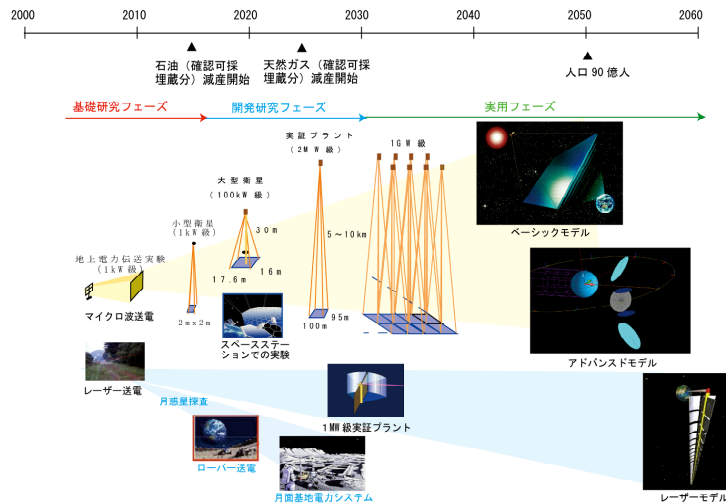 2000
2010
2020
2030
2040
2050
2060
石油（確認可採
埋蔵分）減産開始
天然ガス（確認可採
埋蔵分）減産開始
人口90億人
基礎研究フェーズ
開発研究フェーズ
実用フェーズ
実証プラント
(2MW級)
1GW級
大型衛星
(100kW級)
小型衛星
(1kW級)
地上電力伝送実験
(1kW級)
30m
5～10km
16m
17.6m
マイクロ波送電
2mx2m
スペースステー
ションでの実験
100m
95m
ベーシックモデル
アドバンスドモデル
レーザー送電
月惑星探査
1MW級実証プラント
ローバー送電
月面基地電力システム
レーザーモデル